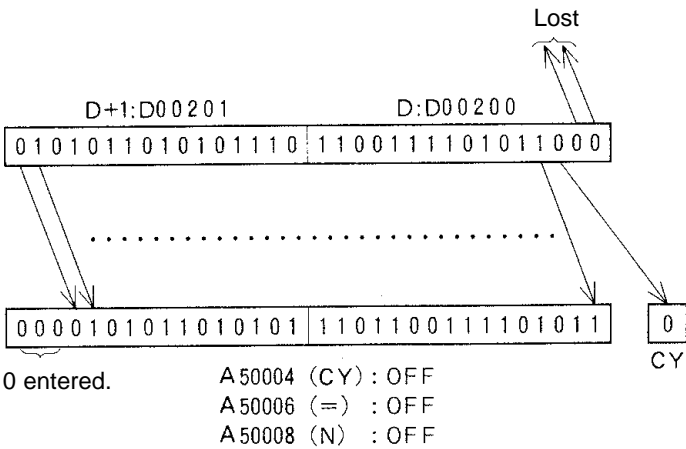 Lost
D+1:D00201 D:D00200
0101011010101110 1100111101011000
0000101011010101 1101100111101011 0
CY
0 entered.
A50004 (CY) : OFF
A50006 (=) : OFF
A50008 (N) : OFF